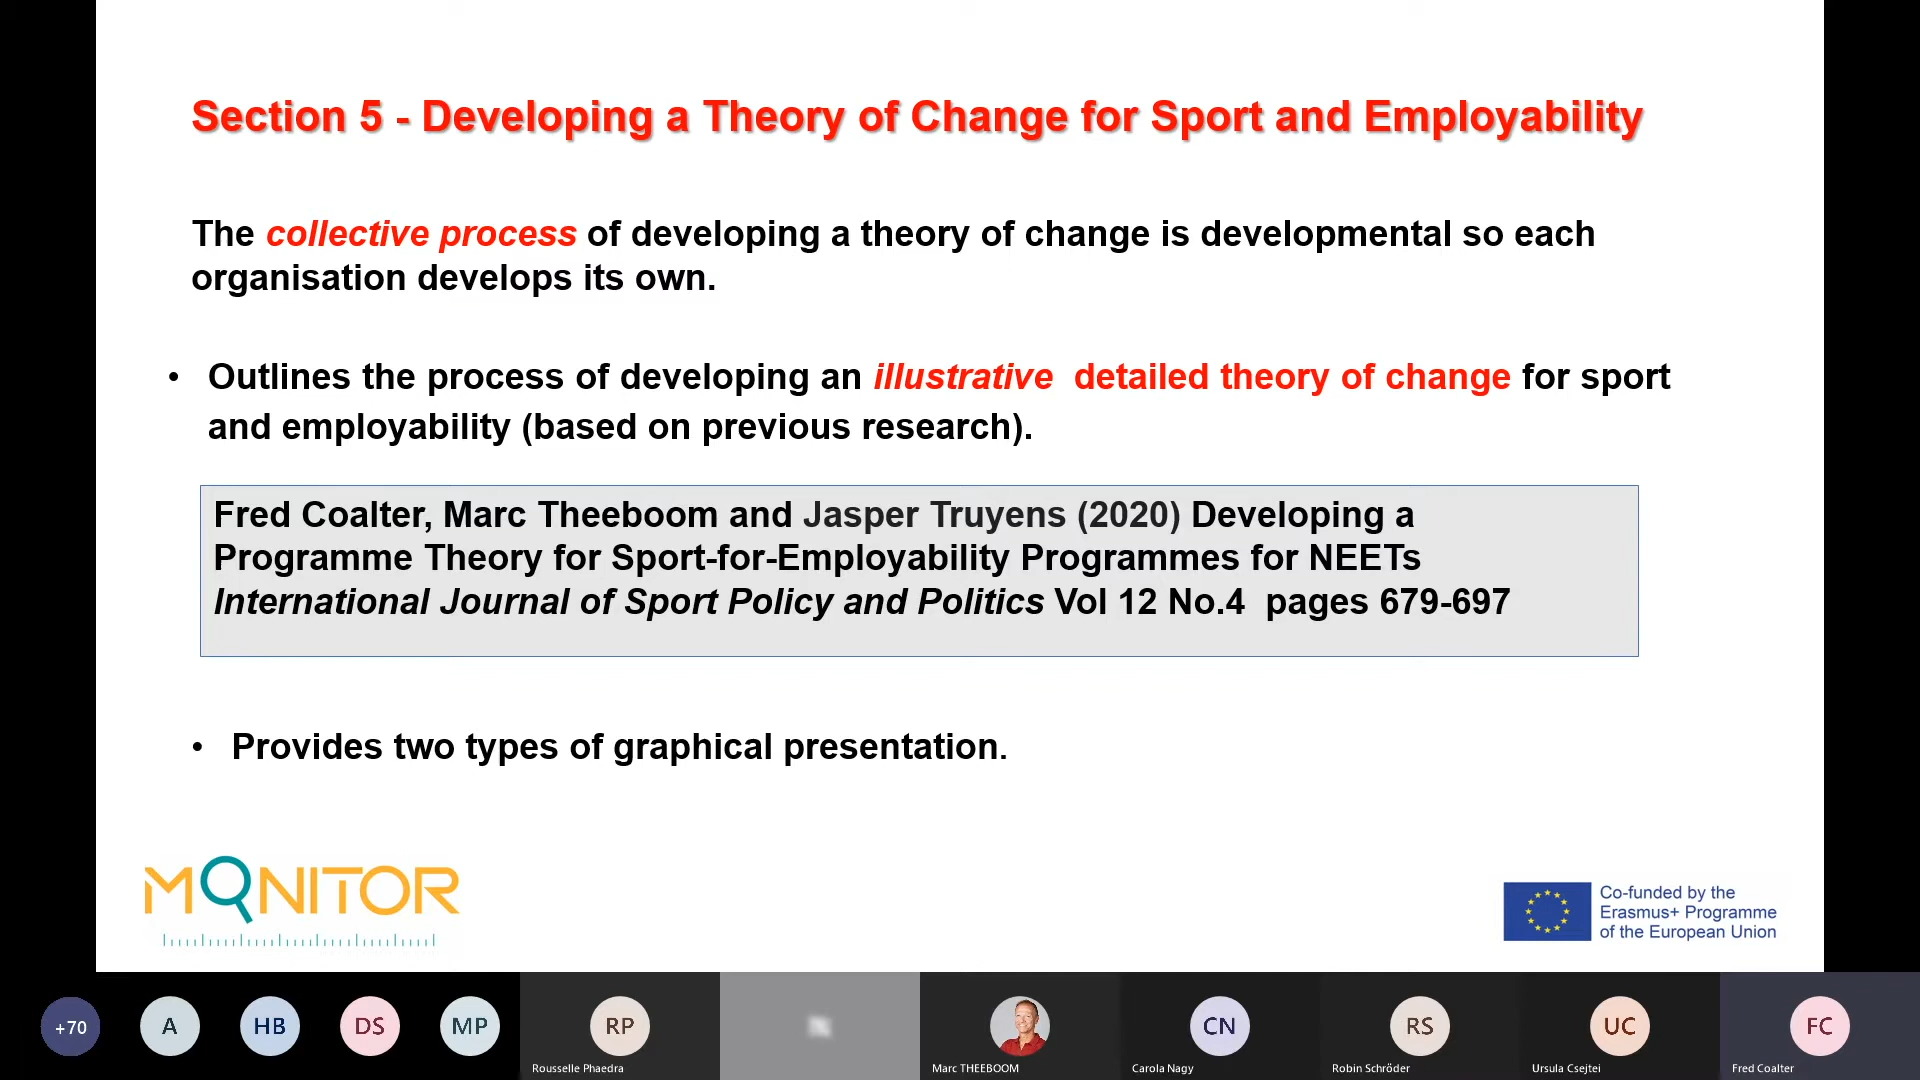 Section 5 - Developing a Theory of Change for Sport and Employability
The collective process of developing a theory of change is developmental so each
organisation develops its own.
• Outlines the process of developing an illustrative detailed theory of change for sport
and employability (based on previous research).
Fred Coalter, Marc Theeboom and Jasper Truyens (2020) Developing a
Programme Theory for Sport-for-Employability Programmes for NEETs
International Journal of Sport Policy and Politics Vol 12 No.4 pages 679-697
• Provides two types of graphical presentation.
MONITOR
Co-funded by the
Erasmus+ Programme
of the European Union
+70
A
HB
DS
MP
RP
CN
RS
UC
FC
Rousselle Phaedra
Marc THEEBOOM
Carola Nagy
Robin Schröder
Ursula Csejtei
Fred Coalter